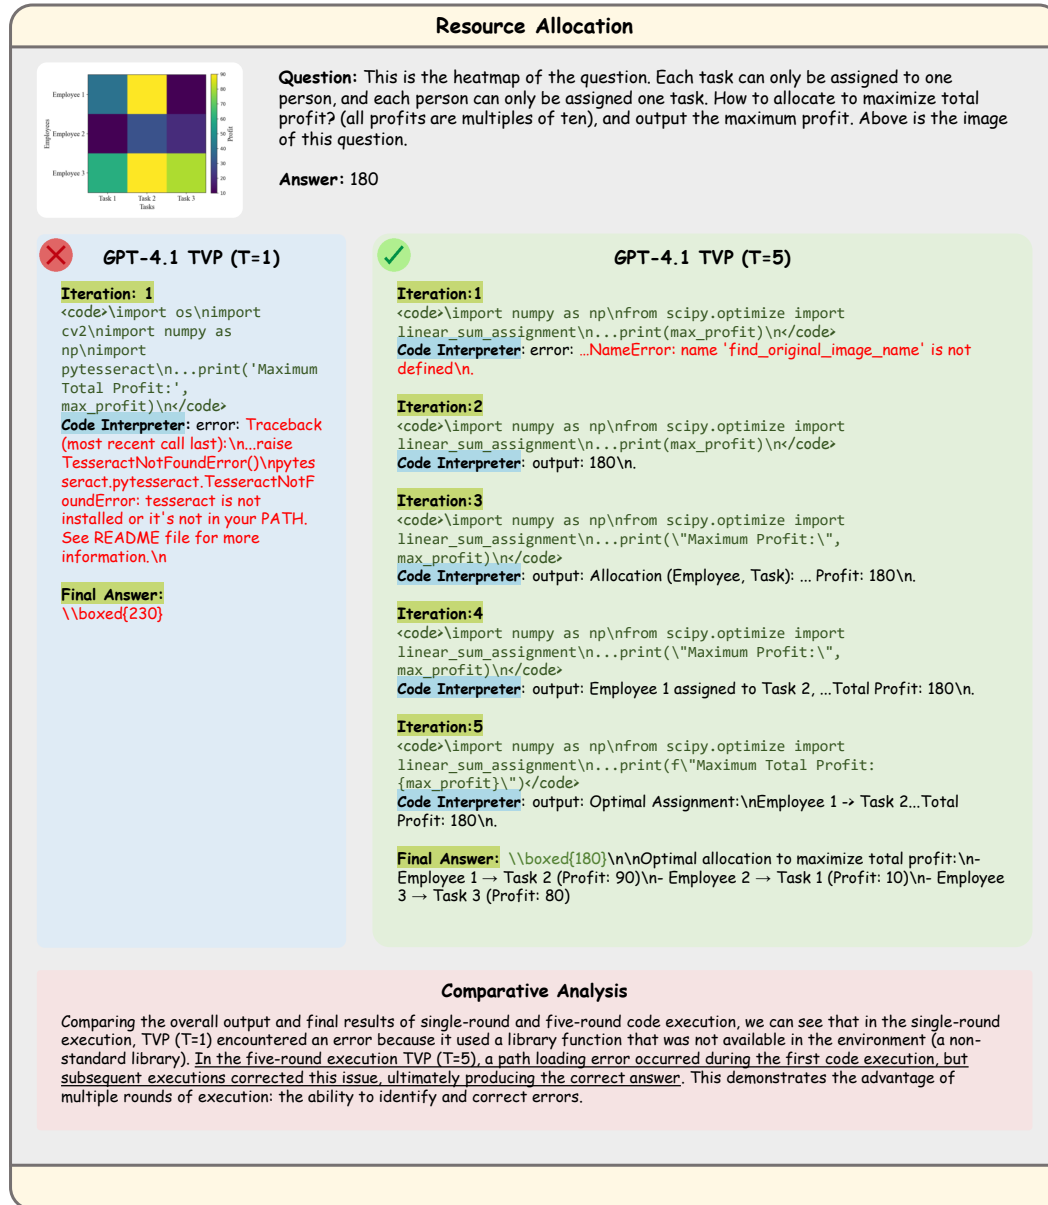 Resource Allocation
Employee 1
Employee 2
Employee 3
Employees
Task 1
Task 2
Task 3
Tasks
90
80
70
60
50
40
30
20
10
Profit
Question: This is the heatmap of the question. Each task can only be assigned to one
person, and each person can only be assigned one task. How to allocate to maximize total
profit? (all profits are multiples of ten), and output the maximum profit. Above is the image
of this question.
Answer: 180
GPT-4.1 TVP (T=1)
Iteration: 1
<code>\import os\nimport
cv2\nimport numpy as
np\nimport
pytesseract\n...print('Maximum
Total Profit:',
max_profit)\n</code>
Code Interpreter: error: Traceback
(most recent call last):\n...raise
TesseractNotFoundError()\npytes
seract.pytesseract.TesseractNotF
oundError: tesseract is not
installed or it's not in your PATH.
See README file for more
information.\n
Final Answer:
\\boxed{230}
GPT-4.1 TVP (T=5)
Iteration:1
<code>\import numpy as np\nfrom scipy.optimize import
linear_sum_assignment\n...print(max_profit)\n</code>
Code Interpreter: error: ...NameError: name 'find_original_image_name' is not
defined\n.
Iteration:2
<code>\import numpy as np\nfrom scipy.optimize import
linear_sum_assignment\n...print(max_profit)\n</code>
Code Interpreter: output: 180\n.
Iteration:3
<code>\import numpy as np\nfrom scipy.optimize import
linear_sum_assignment\n...print(\"Maximum Profit:\",
max_profit)\n</code>
Code Interpreter: output: Allocation (Employee, Task): ... Profit: 180\n.
Iteration:4
<code>\import numpy as np\nfrom scipy.optimize import
linear_sum_assignment\n...print(\"Maximum Profit:\",
max_profit)\n</code>
Code Interpreter: output: Employee 1 assigned to Task 2, ...Total Profit: 180\n.
Iteration:5
<code>\import numpy as np\nfrom scipy.optimize import
linear_sum_assignment\n...print(f\"Maximum Total Profit:
{max_profit}\")</code>
Code Interpreter: output: Optimal Assignment:\nEmployee 1 -> Task 2...Total
Profit: 180\n.
Final Answer: \\boxed{180}\n\nOptimal allocation to maximize total profit:\n-
Employee 1 → Task 2 (Profit: 90)\n- Employee 2 → Task 1 (Profit: 10)\n- Employee
3 → Task 3 (Profit: 80)
Comparative Analysis
Comparing the overall output and final results of single-round and five-round code execution, we can see that in the single-round
execution, TVP (T=1) encountered an error because it used a library function that was not available in the environment (a non-
standard library). In the five-round execution TVP (T=5), a path loading error occurred during the first code execution, but
subsequent executions corrected this issue, ultimately producing the correct answer. This demonstrates the advantage of
multiple rounds of execution: the ability to identify and correct errors.